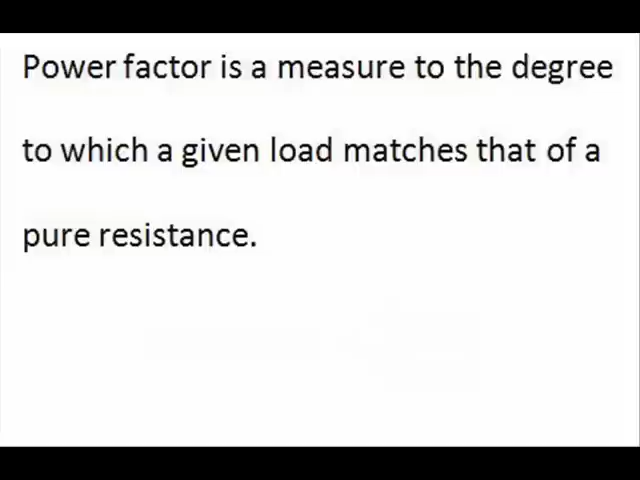 Power factor is a measure to the degree
to which a given load matches that of a
pure resistance.